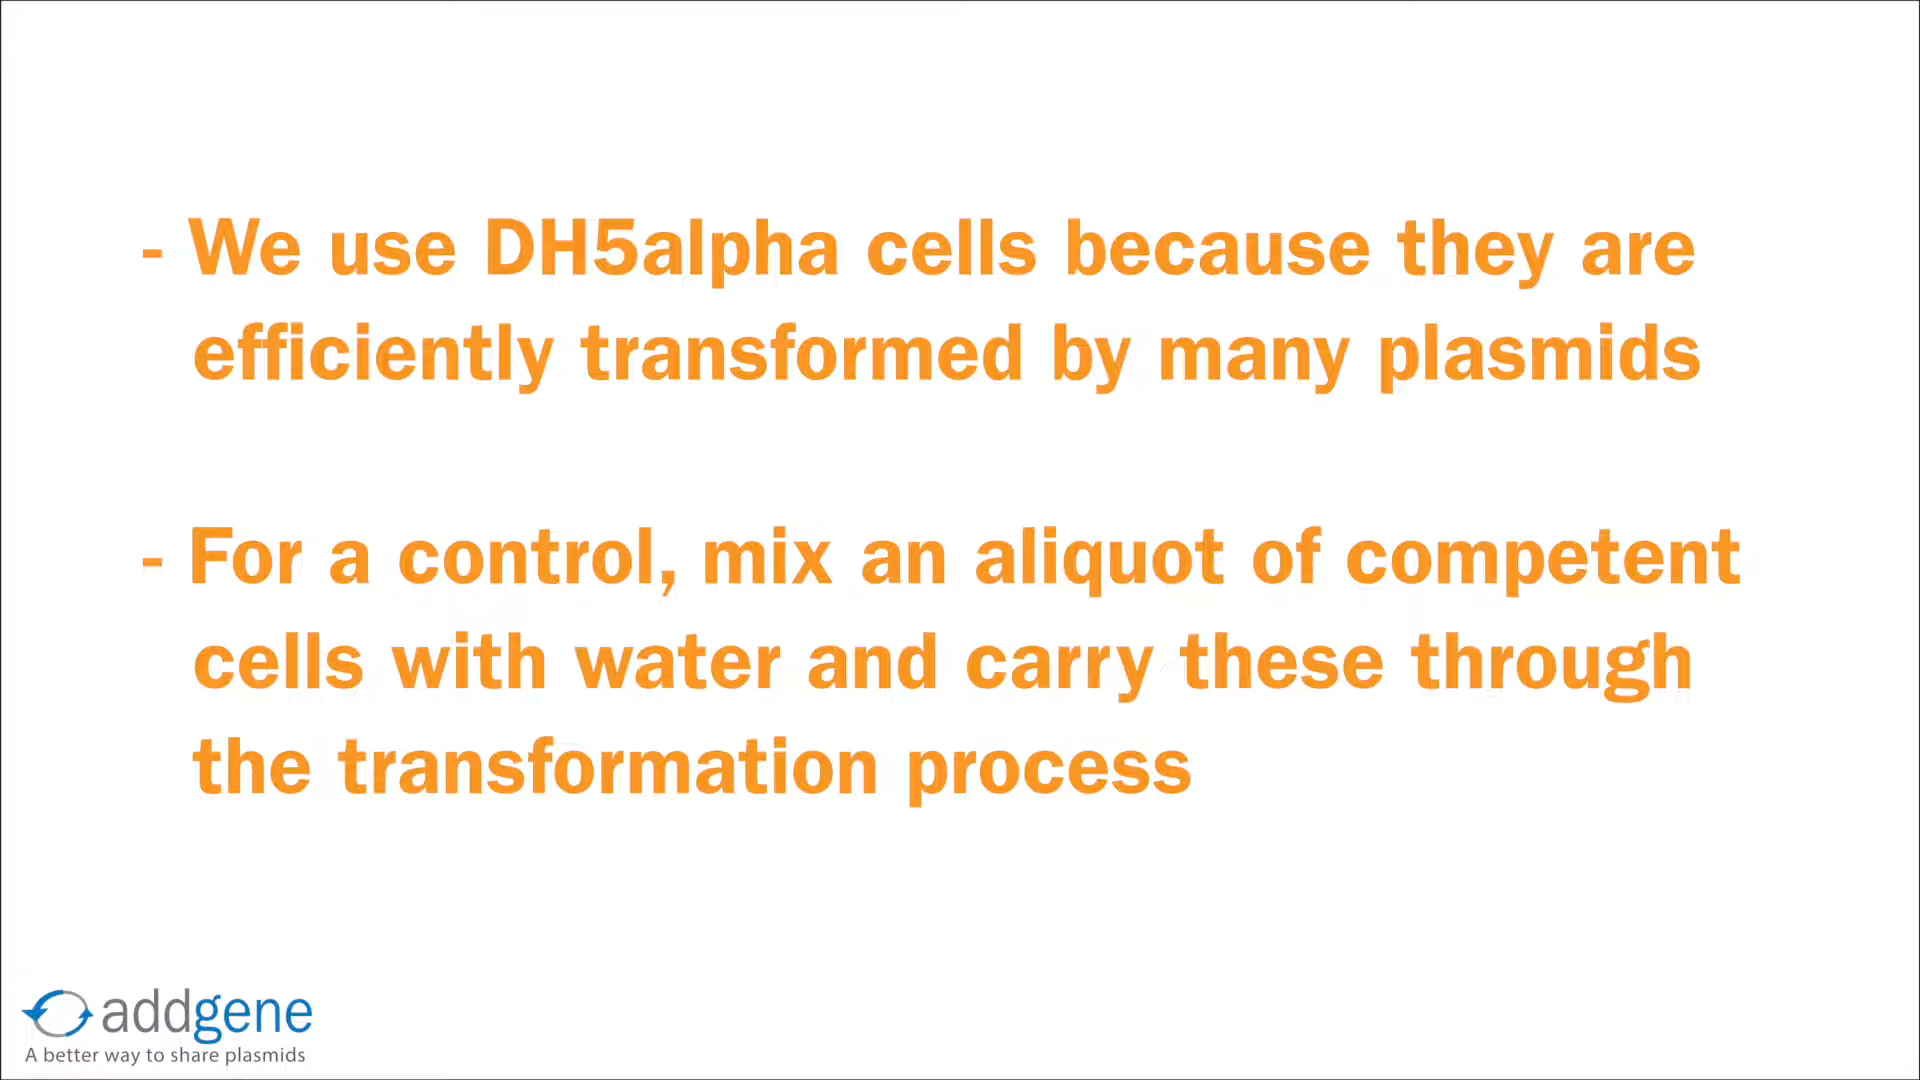 - We use DH5alpha cells because they are
efficiently transformed by many plasmids
- For a control, mix an aliquot of competent
cells with water and carry these through
the transformation process
addgene
A better way to share plasmids